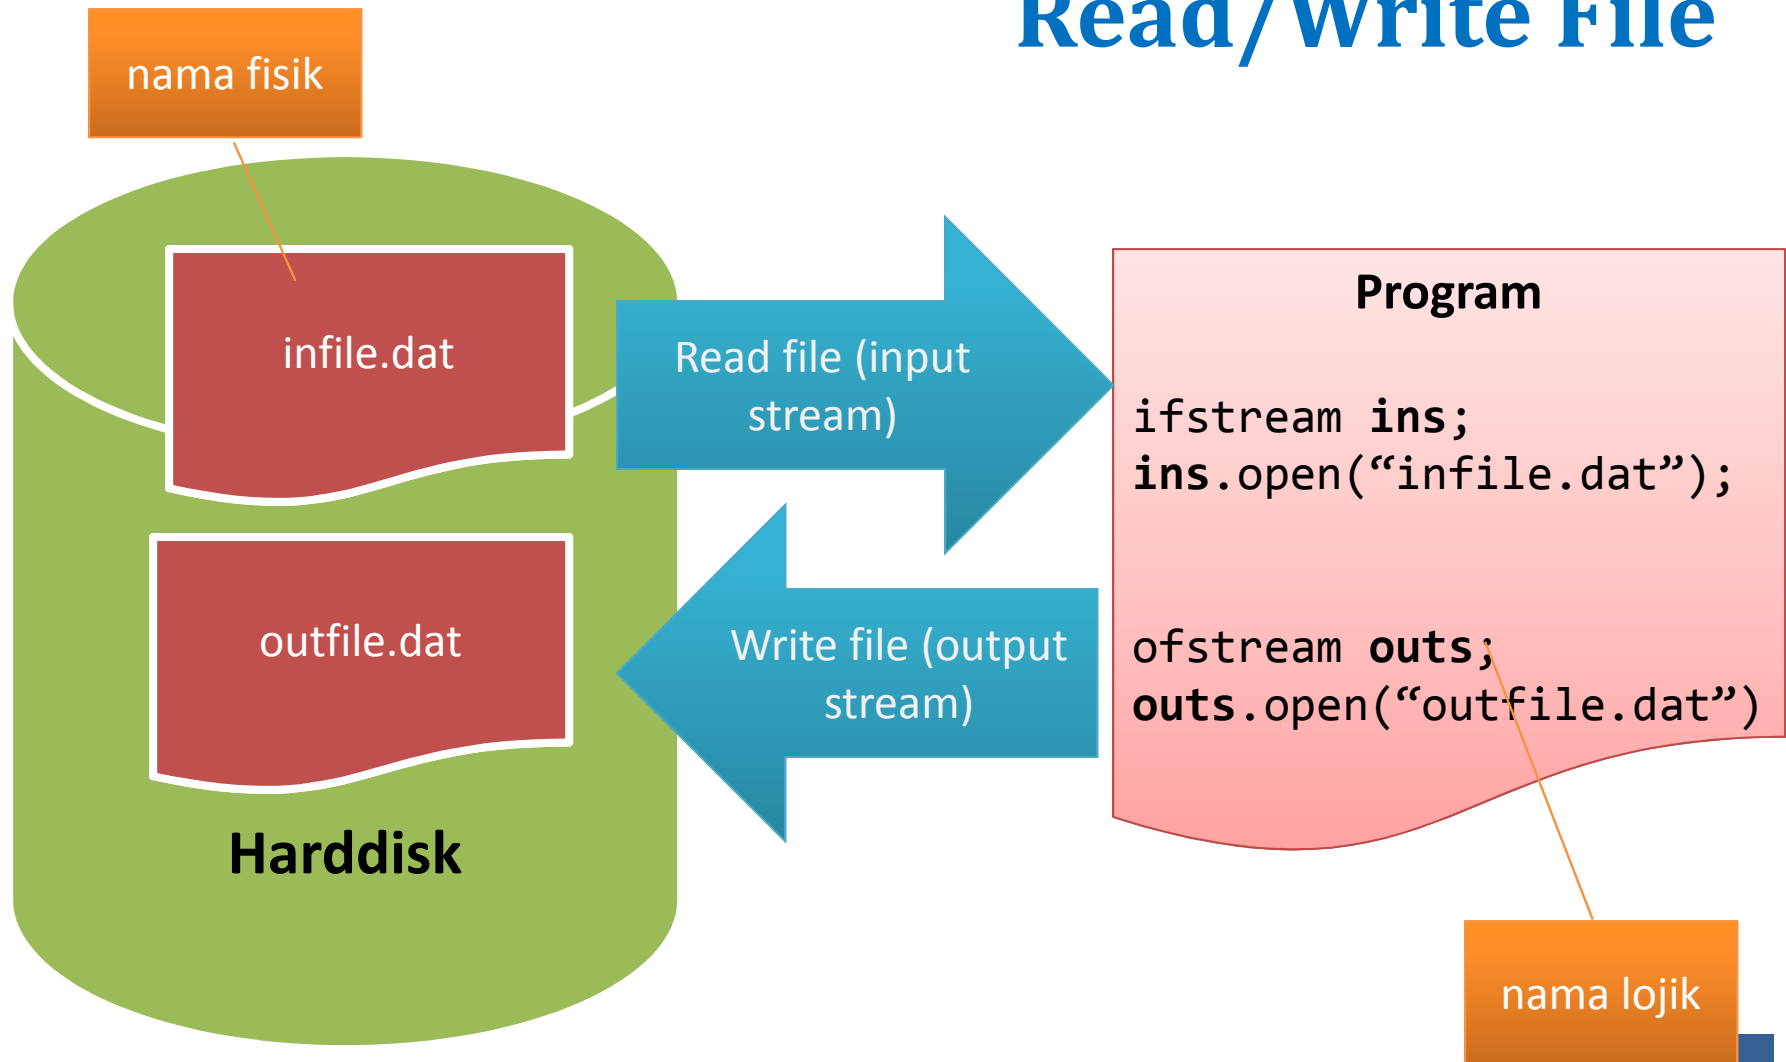 Read/Write File
nama fisik
infile.dat
Read file (input
stream)
Program
ifstream ins;
ins.open(“infile.dat”);
outfile.dat
Write file (output
stream)
ofstream outs;
outs.open(“outfile.dat”)
Harddisk
nama lojik